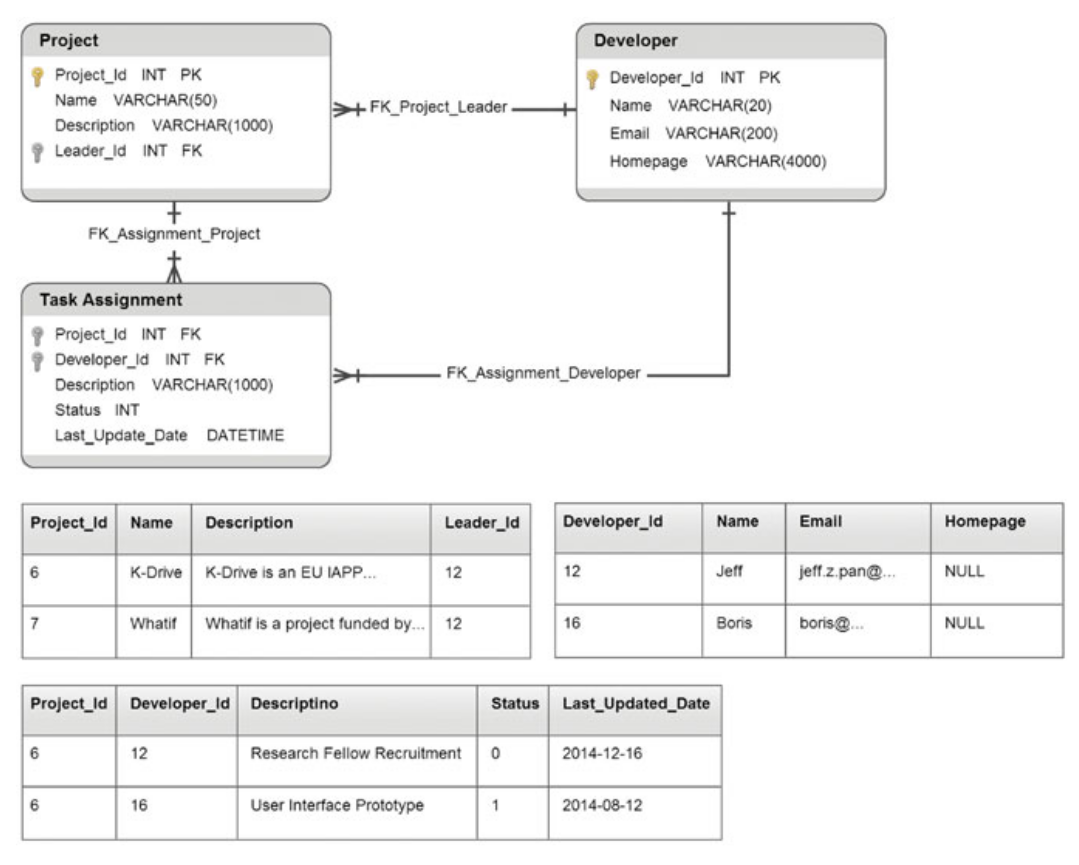 Project
Project_Id INT PK
Name VARCHAR(50)
Description VARCHAR(1000)
Leader_Id INT FK
FK_Project_Leader
Developer
Developer_Id INT PK
Name VARCHAR(20)
Email VARCHAR(200)
Homepage VARCHAR(4000)
FK_Assignment_Project
Task Assignment
Project_Id INT FK
Developer_Id INT FK
Description VARCHAR(1000)
Status INT
Last_Update_Date DATETIME
FK_Assignment_Developer
Project_Id Name Description Leader_Id
6 K-Drive K-Drive is an EU IAPP... 12
7 Whatif Whatif is a project funded by... 12
Developer_Id Name Email Homepage
12 Jeff jeff.z.pan@... NULL
16 Boris boris@... NULL
Project_Id Developer_Id Descriptino Status Last_Updated_Date
6 12 Research Fellow Recruitment 0 2014-12-16
6 16 User Interface Prototype 1 2014-08-12